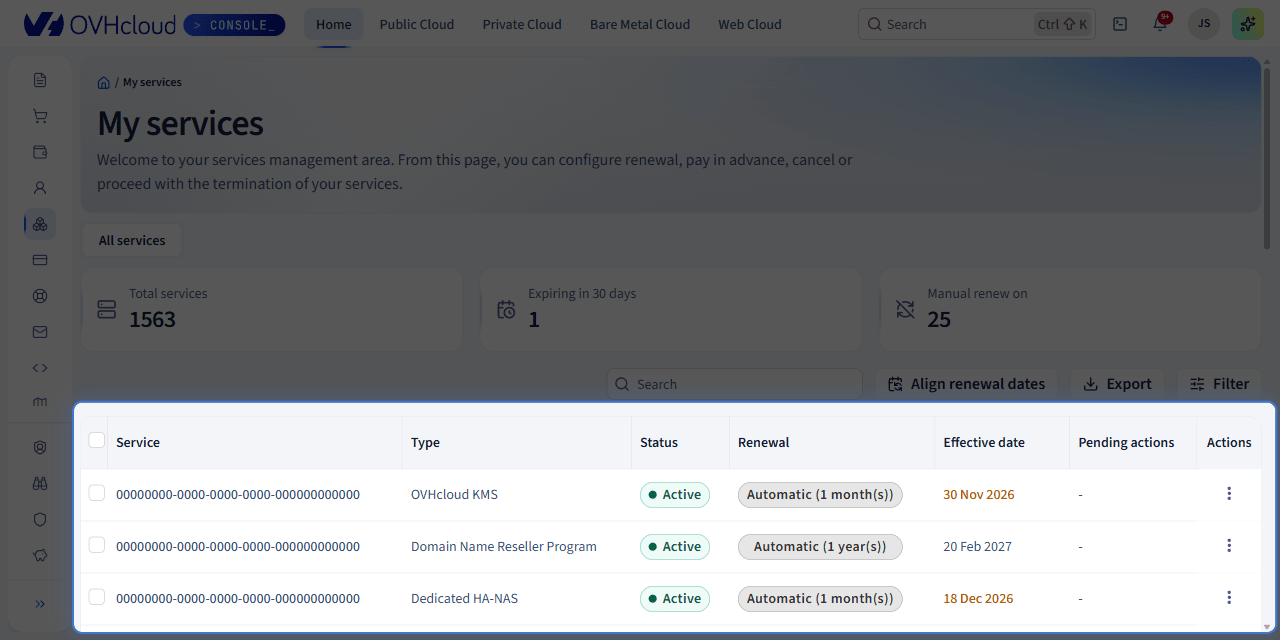 OVHcloud > CONSOLE_ Home Public Cloud Private Cloud Bare Metal Cloud Web Cloud Search Ctrl K 9+ JS
/ My services
My services
Welcome to your services management area. From this page, you can configure renewal, pay in advance, cancel or
proceed with the termination of your services.
All services
Total services
1563
Expiring in 30 days
1
Manual renew on
25
Search Align renewal dates Export Filter
Service Type Status Renewal Effective date Pending actions Actions
00000000-0000-0000-0000-000000000000 OVHcloud KMS Active Automatic (1 month(s)) 30 Nov 2026 -
00000000-0000-0000-0000-000000000000 Domain Name Reseller Program Active Automatic (1 year(s)) 20 Feb 2027 -
00000000-0000-0000-0000-000000000000 Dedicated HA-NAS Active Automatic (1 month(s)) 18 Dec 2026 -